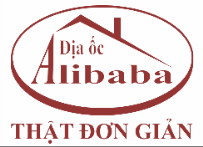 Địa ốc
Alibaba
THẬT ĐƠN GIẢN